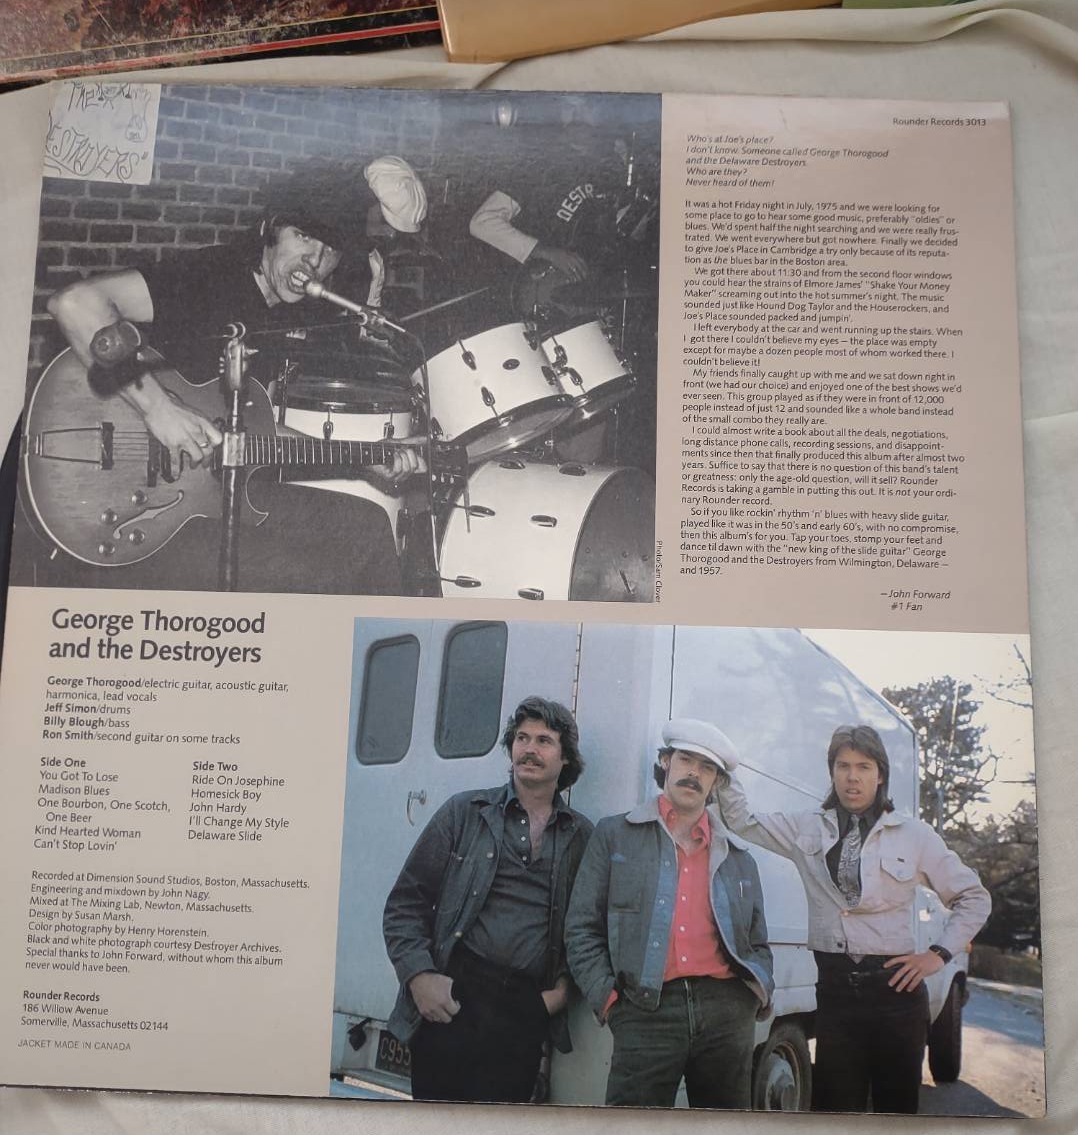 DESTROYERS"
DESTR
Rounder Records 3013
Who's at Joe's place?
I don't know. Someone called George Thorogood
and the Delaware Destroyers.
Who are they?
Never heard of them!
It was a hot Friday night in July, 1975 and we were looking for
some place to go to hear some good music, preferably "oldies" or
blues. We'd spent half the night searching and we were really frus-
trated. We went everywhere but got nowhere. Finally we decided
to give Joe's Place in Cambridge a try only because of its reputa-
tion as the blues bar in the Boston area.
We got there about 11:30 and from the second floor windows
you could hear the strains of Elmore James' "Shake Your Money
Maker" screaming out into the hot summer's night. The music
sounded just like Hound Dog Taylor and the Houserockers, and
Joe's Place sounded packed and jumpin'.
I left everybody at the car and went running up the stairs. When
I got there I couldn't believe my eyes — the place was empty
except for maybe a dozen people most of whom worked there. I
couldn't believe it!
My friends finally caught up with me and we sat down right in
front (we had our choice) and enjoyed one of the best shows we'd
ever seen. This group played as if they were in front of 12,000
people instead of just 12 and sounded like a whole band instead
of the small combo they really are.
I could almost write a book about all the deals, negotiations,
long distance phone calls, recording sessions, and disappoint-
ments since then that finally produced this album after almost two
years. Suffice to say that there is no question of this band's talent
or greatness: only the age-old question, will it sell? Rounder
Records is taking a gamble in putting this out. It is not your ordi-
nary Rounder record.
So if you like rockin' rhythm 'n' blues with heavy slide guitar,
played like it was in the 50's and early 60's, with no compromise,
then this album's for you. Tap your toes, stomp your feet and
dance til dawn with the "new king of the slide guitar" George
Thorogood and the Destroyers from Wilmington, Delaware —
and 1957.
—John Forward
#1 Fan
Photo/Sam Clover
George Thorogood
and the Destroyers
George Thorogood/electric guitar, acoustic guitar,
harmonica, lead vocals
Jeff Simon/drums
Billy Blough/bass
Ron Smith/second guitar on some tracks
Side One
You Got To Lose
Madison Blues
One Bourbon, One Scotch,
One Beer
Kind Hearted Woman
Can't Stop Lovin'
Side Two
Ride On Josephine
Homesick Boy
John Hardy
I'll Change My Style
Delaware Slide
Recorded at Dimension Sound Studios, Boston, Massachusetts.
Engineering and mixdown by John Nagy.
Mixed at The Mixing Lab, Newton, Massachusetts.
Design by Susan Marsh.
Color photography by Henry Horenstein.
Black and white photograph courtesy Destroyer Archives.
Special thanks to John Forward, without whom this album
never would have been.
Rounder Records
186 Willow Avenue
Somerville, Massachusetts 02144
JACKET MADE IN CANADA